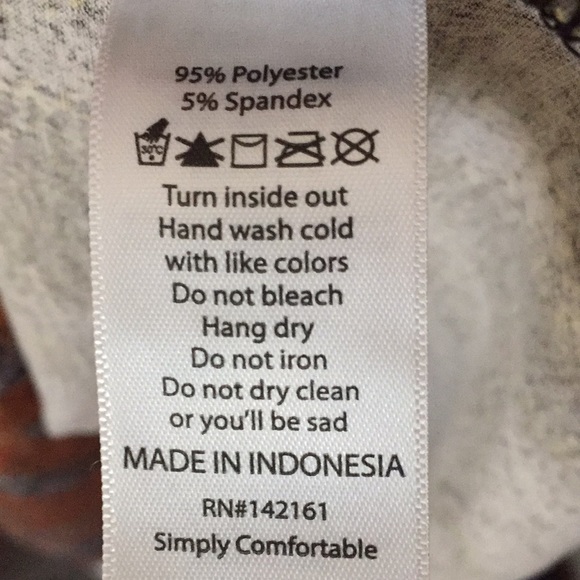 95% Polyester
5% Spandex
30°C
Turn inside out
Hand wash cold
with like colors
Do not bleach
Hang dry
Do not iron
Do not dry clean
or you'll be sad
MADE IN INDONESIA
RN#142161
Simply Comfortable